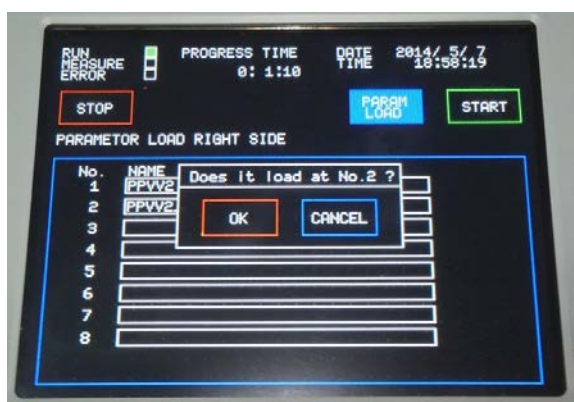 RUN
MEASURE
ERROR
PROGRESS TIME
0: 1:10
DATE 2014/ 5/ 7
TIME 18:58:19
STOP
PARAM
LOAD
START
PARAMETOR LOAD RIGHT SIDE
No. NAME
Does it load at No.2 ?
OK CANCEL
1 PPVV2
2 PPVV2
3
4
5
6
7
8